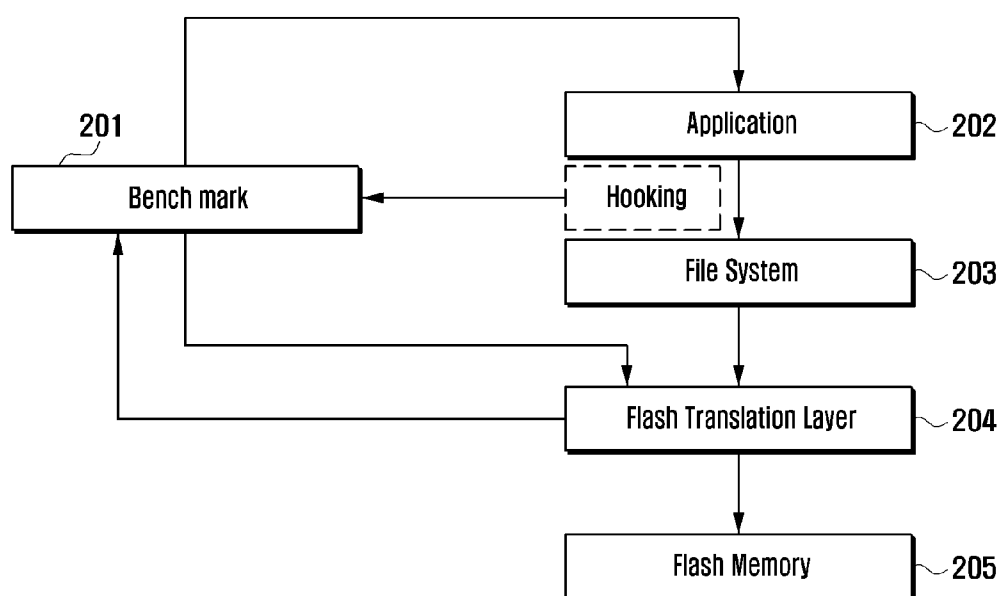 Application
202
201
Bench mark
Hooking
File System
203
Flash Translation Layer
204
Flash Memory
205